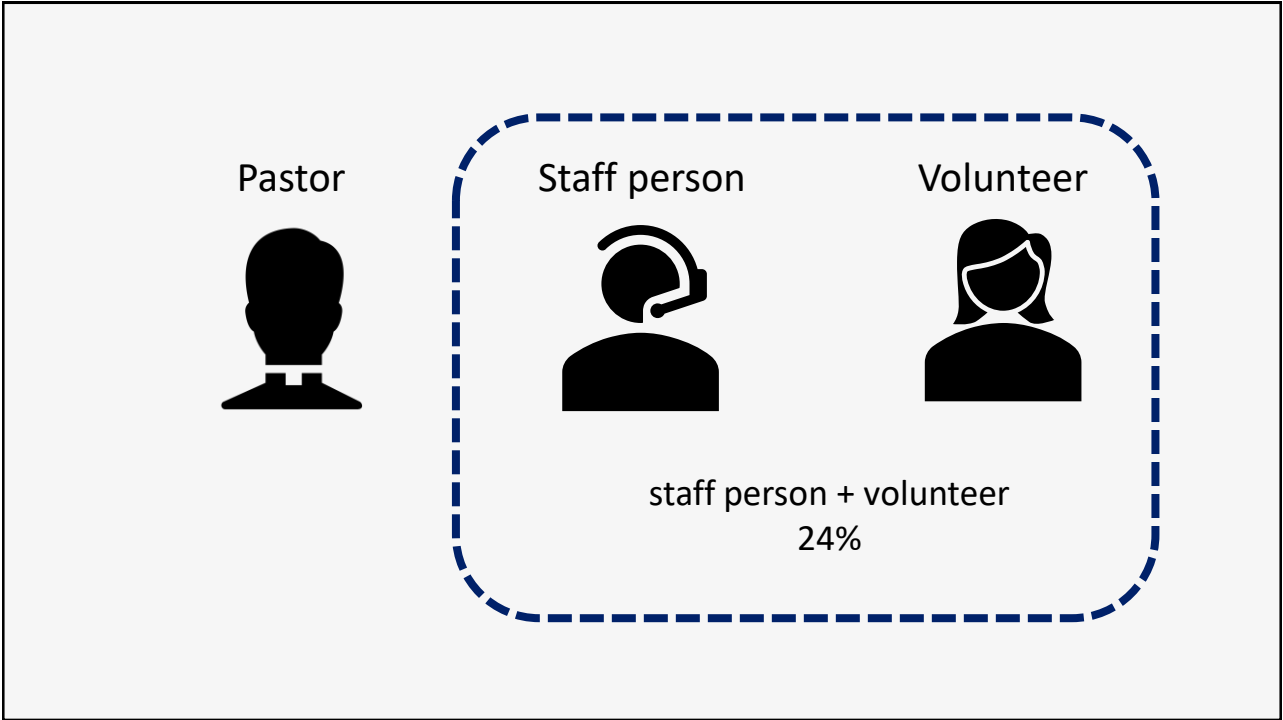 Pastor
Staff person
Volunteer
staff person + volunteer
24%